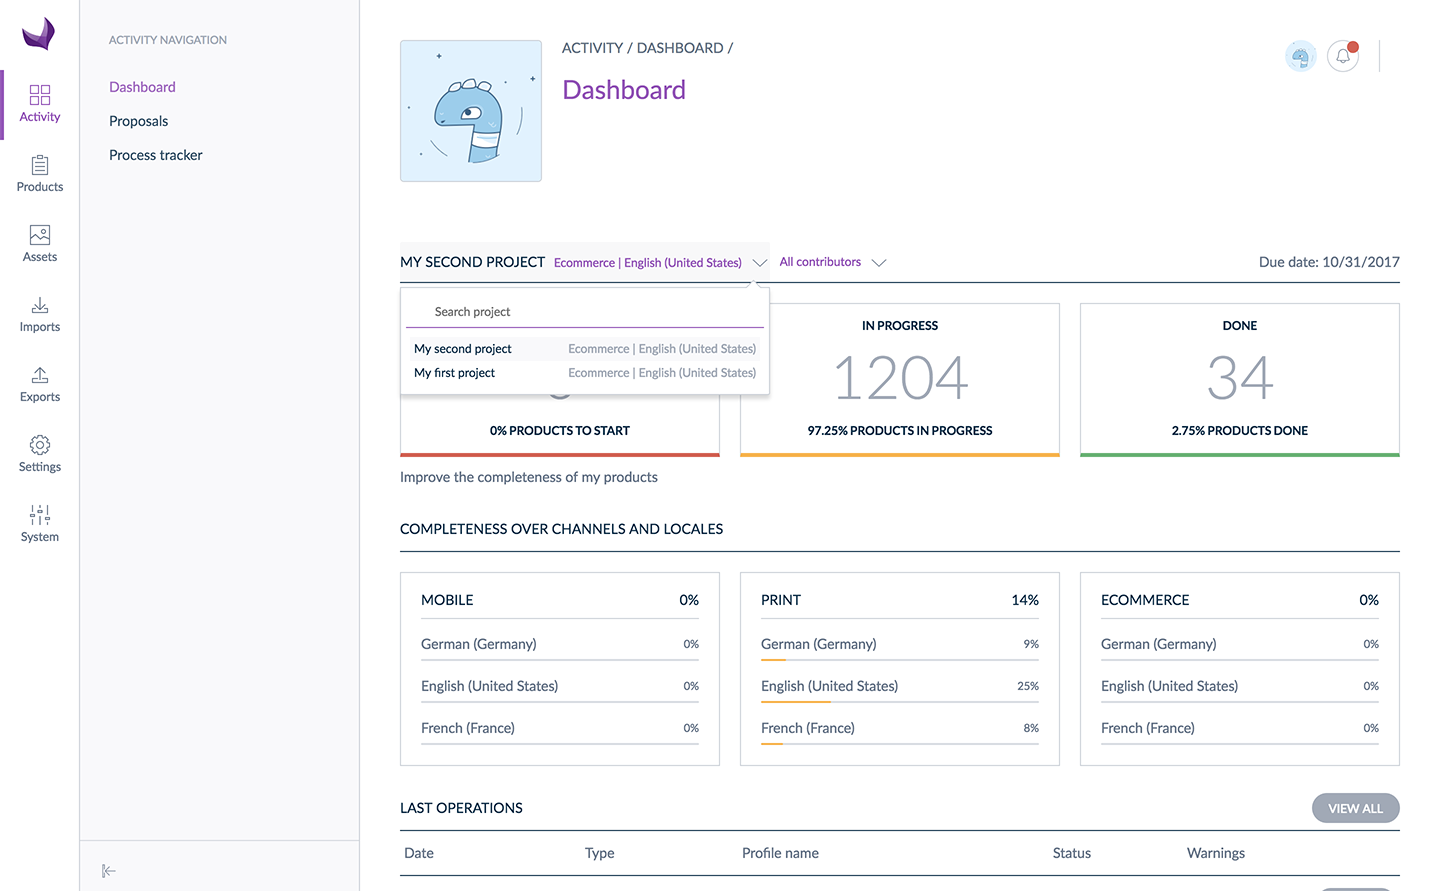 ACTIVITY NAVIGATION
Dashboard
Proposals
Process tracker
Activity
Products
Assets
Imports
Exports
Settings
System
ACTIVITY / DASHBOARD /
Dashboard
MY SECOND PROJECT Ecommerce | English (United States) All contributors Due date: 10/31/2017
Search project
My second project Ecommerce | English (United States)
My first project Ecommerce | English (United States)
0% PRODUCTS TO START
IN PROGRESS
1204
97.25% PRODUCTS IN PROGRESS
DONE
34
2.75% PRODUCTS DONE
Improve the completeness of my products
COMPLETENESS OVER CHANNELS AND LOCALES
MOBILE 0%
German (Germany) 0%
English (United States) 0%
French (France) 0%
PRINT 14%
German (Germany) 9%
English (United States) 25%
French (France) 8%
ECOMMERCE 0%
German (Germany) 0%
English (United States) 0%
French (France) 0%
LAST OPERATIONS VIEW ALL
Date Type Profile name Status Warnings